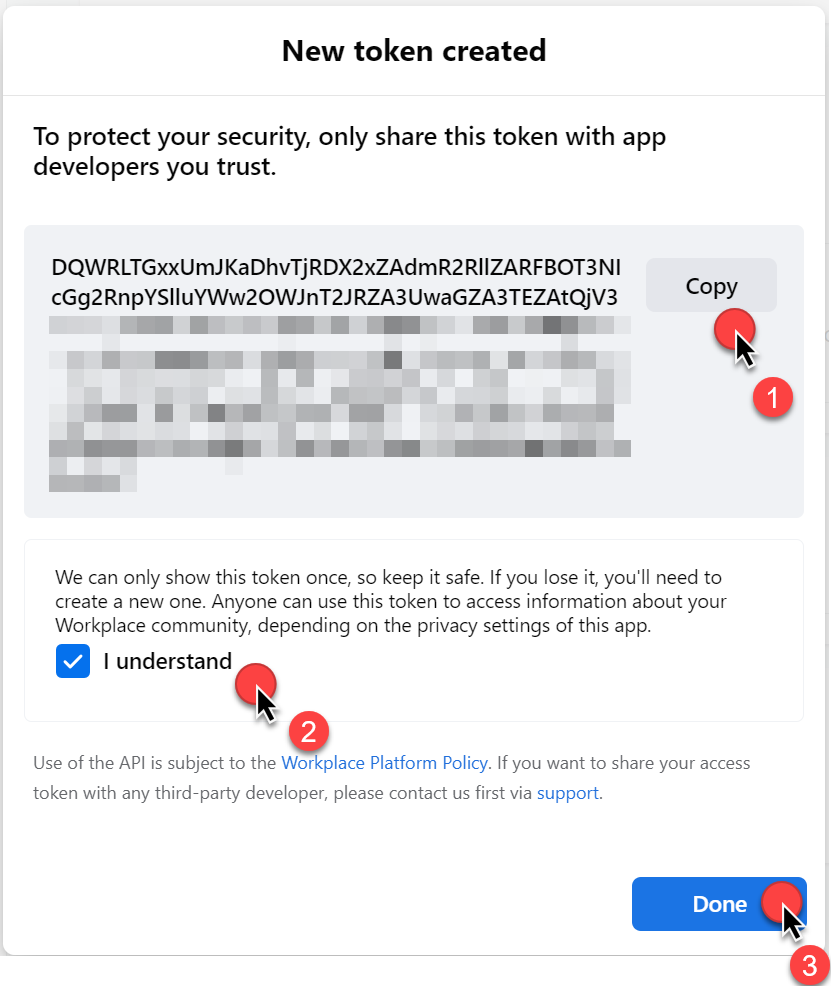 New token created
To protect your security, only share this token with app
developers you trust.
DQWRLTGxxUmJKaDhvTjRDX2xZAdmR2RllZARFBOT3NI
cGg2RnpYSlluYWw2OWJnT2JRZA3UwaGZA3TEZAtQjV3
Copy
1
We can only show this token once, so keep it safe. If you lose it, you'll need to
create a new one. Anyone can use this token to access information about your
Workplace community, depending on the privacy settings of this app.
I understand
2
Use of the API is subject to the Workplace Platform Policy. If you want to share your access
token with any third-party developer, please contact us first via support.
Done
3